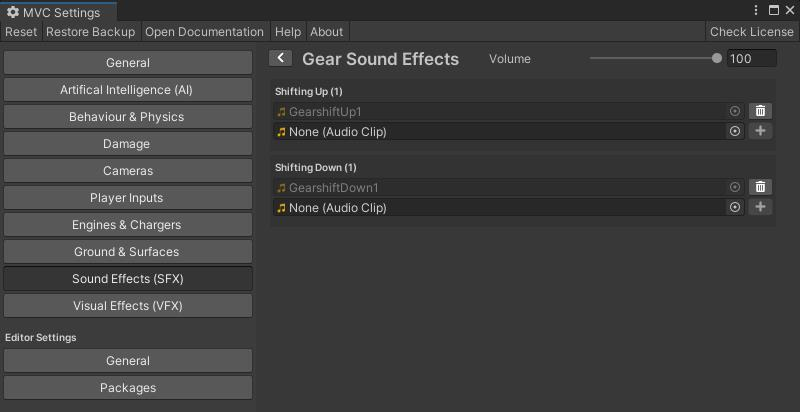 MVC Settings
Reset Restore Backup Open Documentation Help About Check License
General
Artifical Intelligence (AI)
Behaviour & Physics
Damage
Cameras
Player Inputs
Engines & Chargers
Ground & Surfaces
Sound Effects (SFX)
Visual Effects (VFX)
Editor Settings
General
Packages
Gear Sound Effects Volume 100
Shifting Up (1)
GearshiftUp1
None (Audio Clip)
Shifting Down (1)
GearshiftDown1
None (Audio Clip)